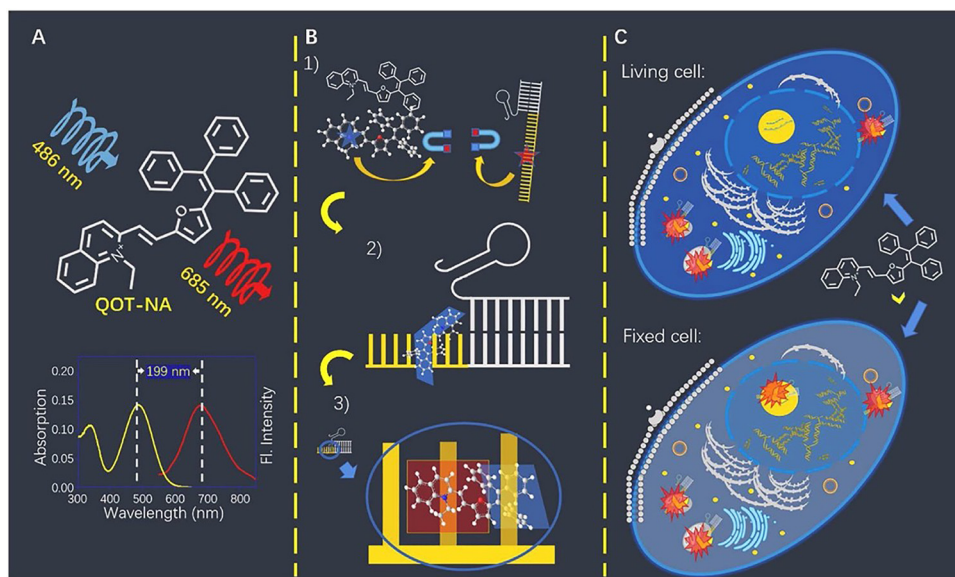 A
486 nm
N+
O
685 nm
QOT-NA
Absorption
0.20
0.15
0.10
0.05
0.00
199 nm
Fl. Intensity
300 400 500 600 700 800
Wavelength (nm)
B
1)
2)
3)
C
Living cell:
Fixed cell: